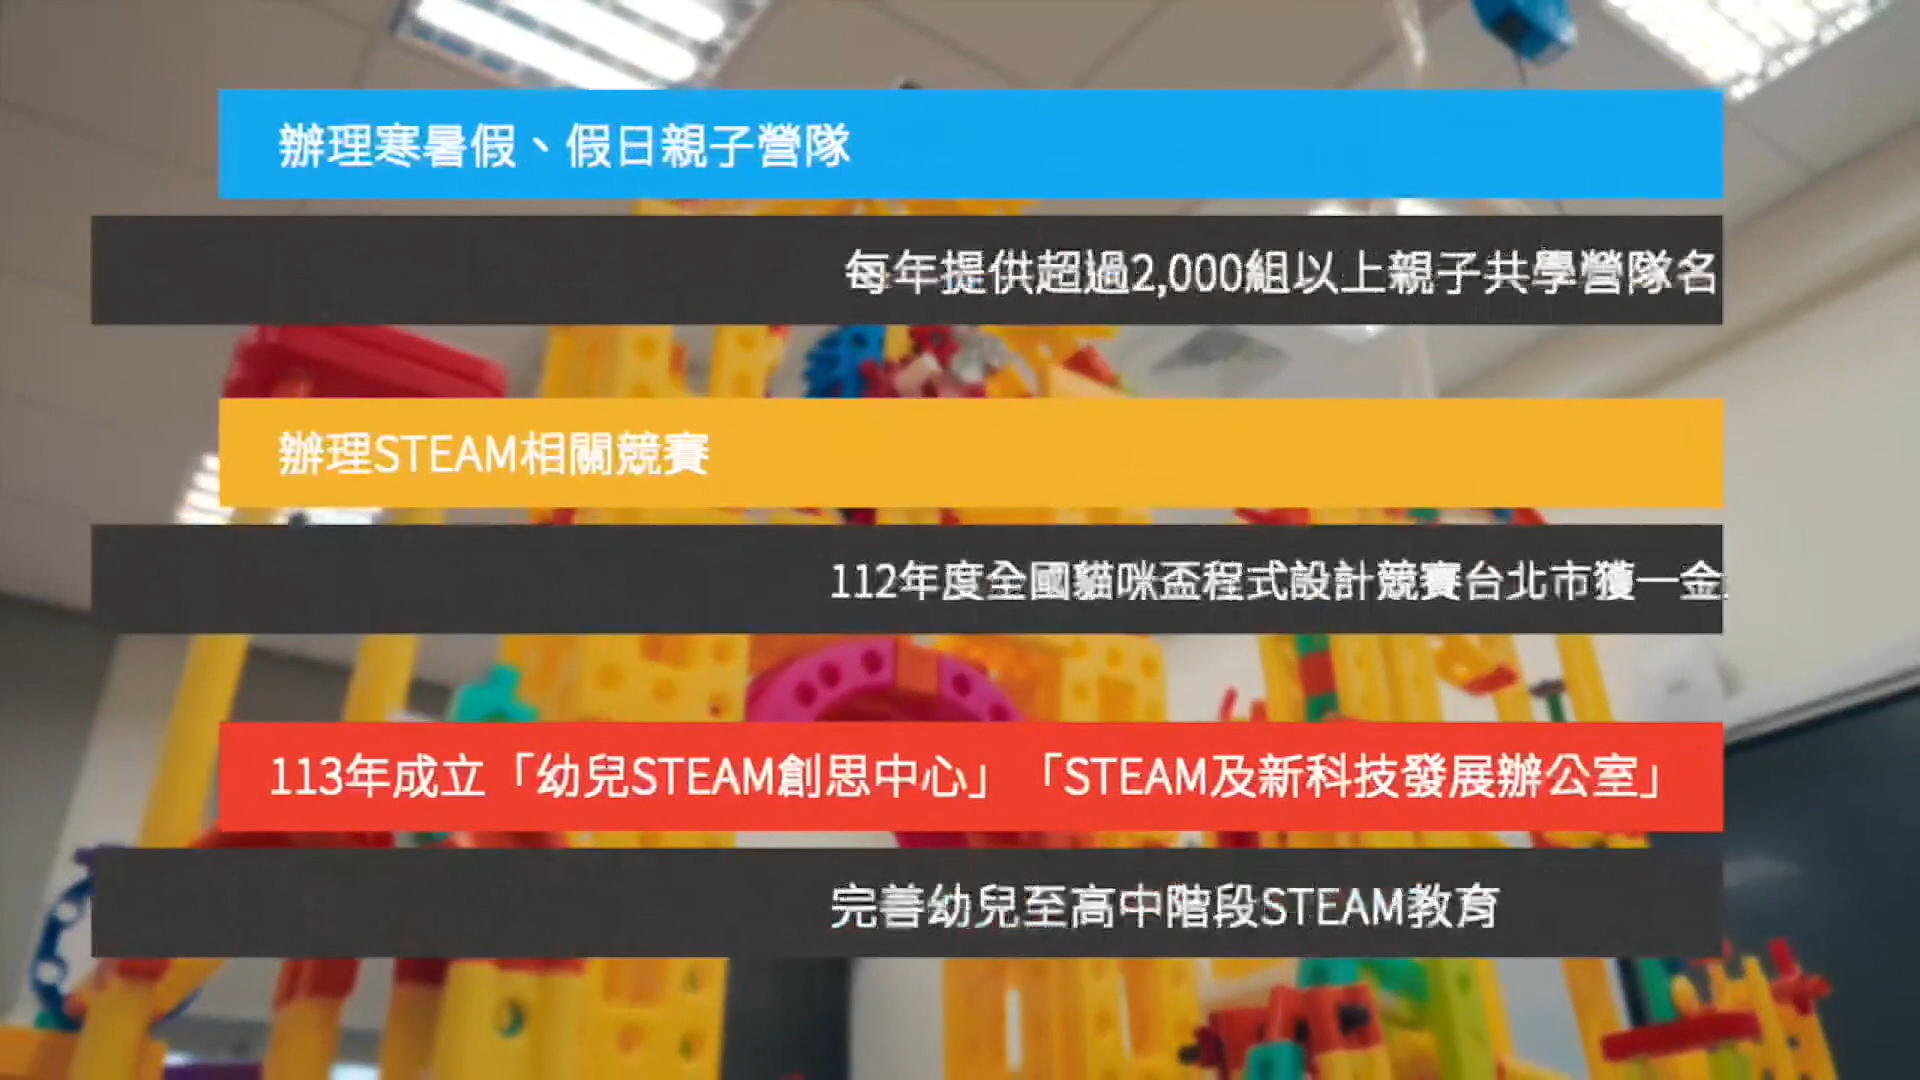 辦理寒暑假、假日親子營隊
每年提供超過2,000組以上親子共學營隊名
辦理STEAM相關競賽
112年度全國貓咪盃程式設計競賽台北市獲一金
113年成立「幼兒STEAM創思中心」「STEAM及新科技發展辦公室」
完善幼兒至高中階段STEAM教育